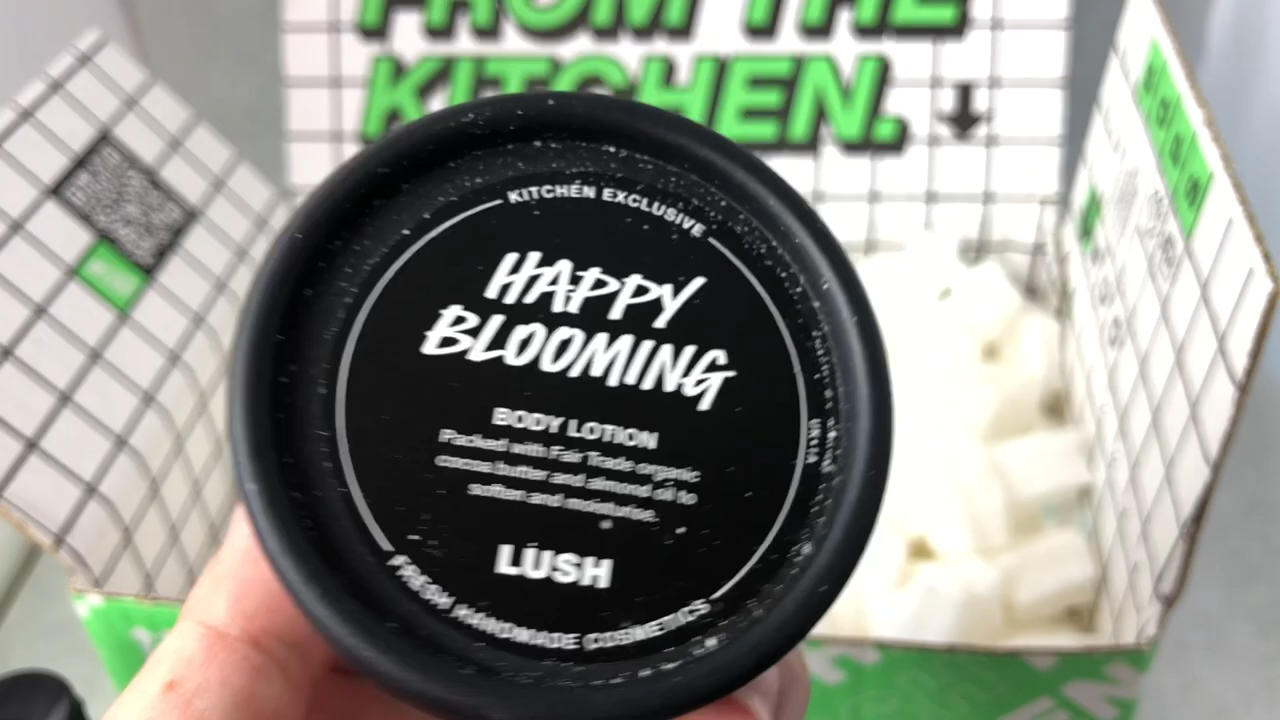 FROM THE
KITCHEN.
KITCHEN EXCLUSIVE
HAPPY
BLOOMING
BODY LOTION
Packed with Fair Trade organic
cocoa butter and almond oil to
soften and moisturise.
LUSH
FRESH HANDMADE COSMETICS